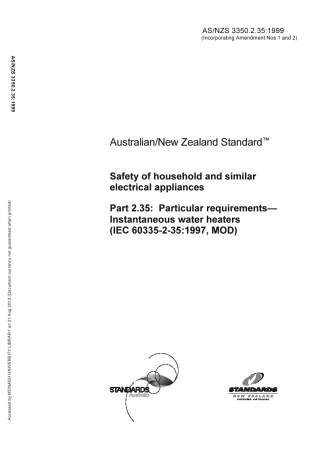 AS/NZS 3350.2.35:1999
(Incorporating Amendment Nos 1 and 2)
AS/NZS 3350.2.35:1999
Australian/New Zealand Standard™
Safety of household and similar
electrical appliances
Part 2.35: Particular requirements—
Instantaneous water heaters
(IEC 60335-2-35:1997, MOD)
Accessed by MONASH UNIVERSITY LIBRARY on 21 Aug 2013 (Document currency not guaranteed when printed)
STANDARDS
Australia
STANDARDS
NEW ZEALAND